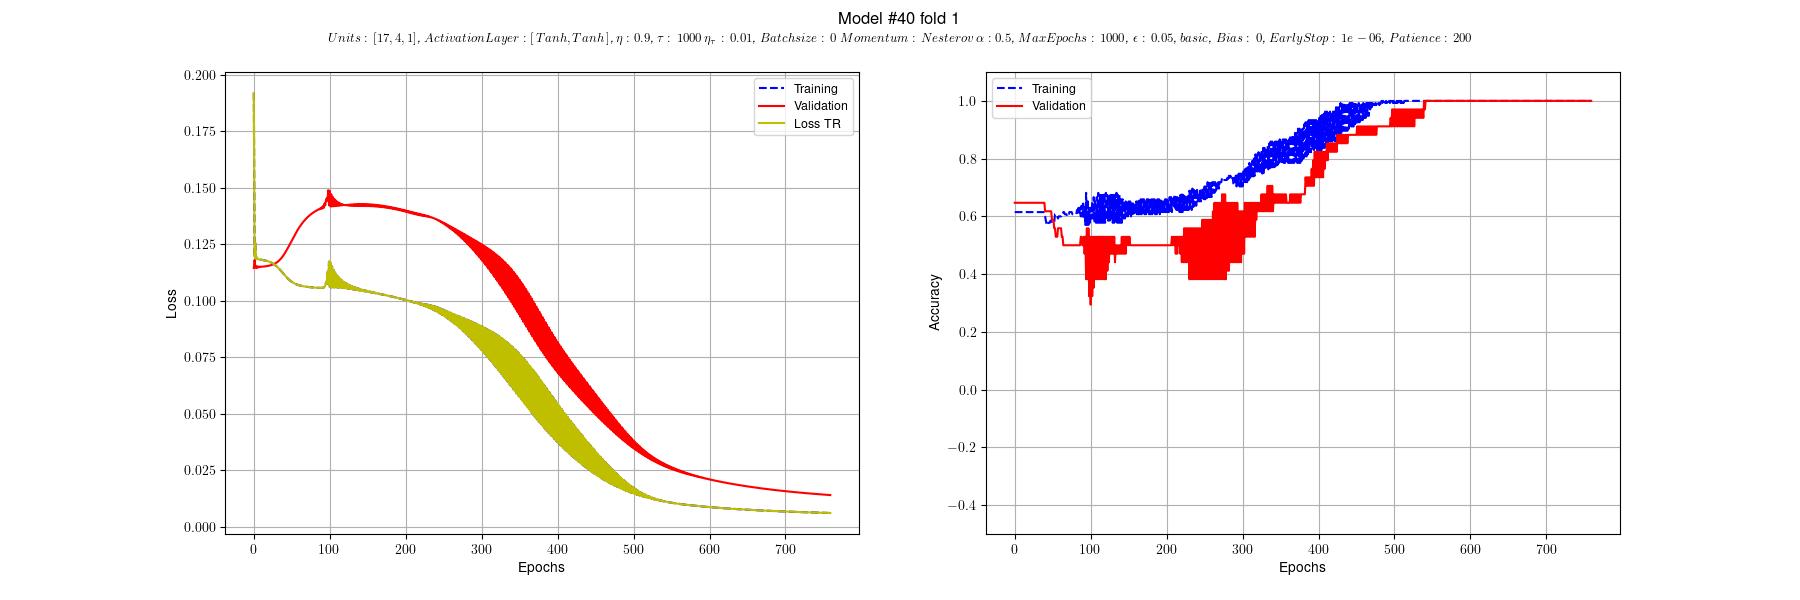 Model #40 fold 1
Units : [17, 4, 1], ActivationLayer : [Tanh, Tanh], η : 0.9, τ : 1000 η_τ : 0.01, Batchsize : 0 Momentum : Nesterov α : 0.5, MaxEpochs : 1000, ϵ : 0.05, basic, Bias : 0, EarlyStop : 1e − 06, Patience : 200
0.200
0.175
0.150
0.125
0.100
0.075
0.050
0.025
0.000
Loss
Training
Validation
Loss TR
0 100 200 300 400 500 600 700
Epochs
1.0
0.8
0.6
0.4
0.2
0.0
−0.2
−0.4
Accuracy
Training
Validation
0 100 200 300 400 500 600 700
Epochs